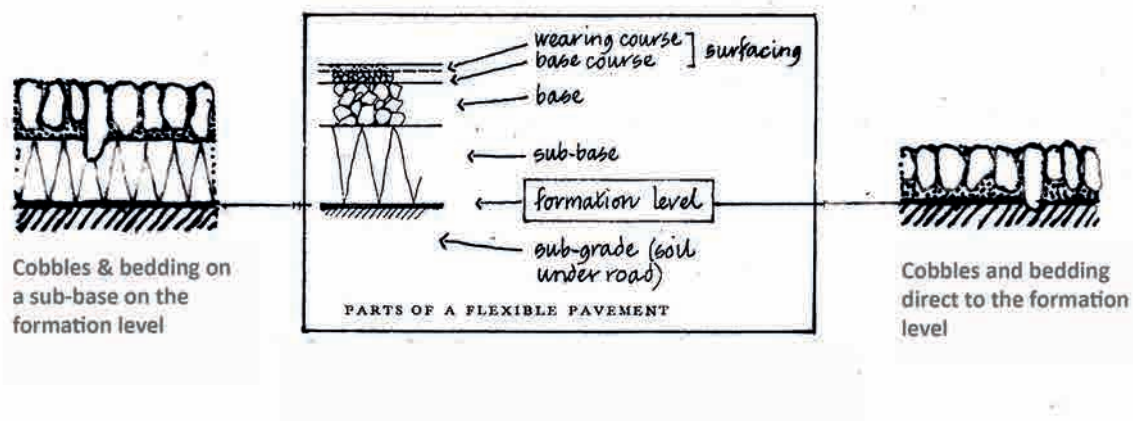 wearing course
base course
surfacing
base
sub-base
formation level
sub-grade (soil
under road)
PARTS OF A FLEXIBLE PAVEMENT
Cobbles & bedding on
a sub-base on the
formation level
Cobbles and bedding
direct to the formation
level